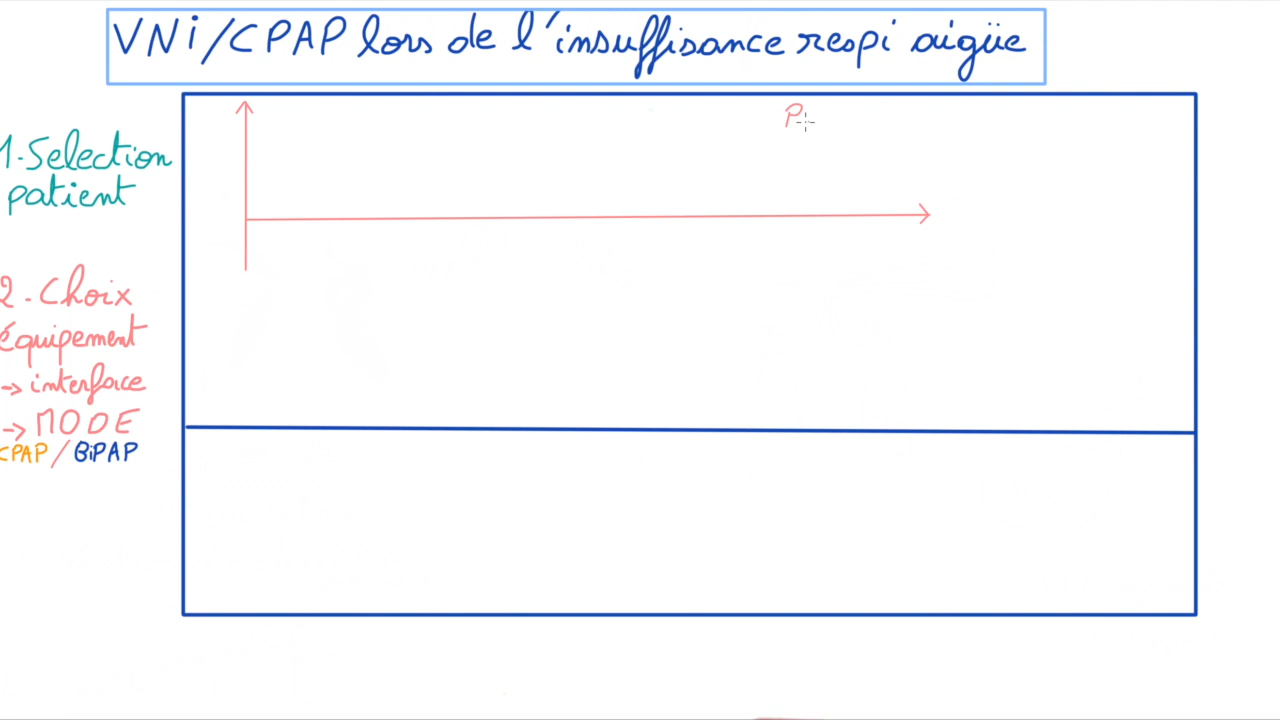 VNi/CPAP lors de l'insuffisance respi aigüe
P
1-Selection
patient
2-Choix
équipement
→ interface
→ MODE
CPAP/BiPAP